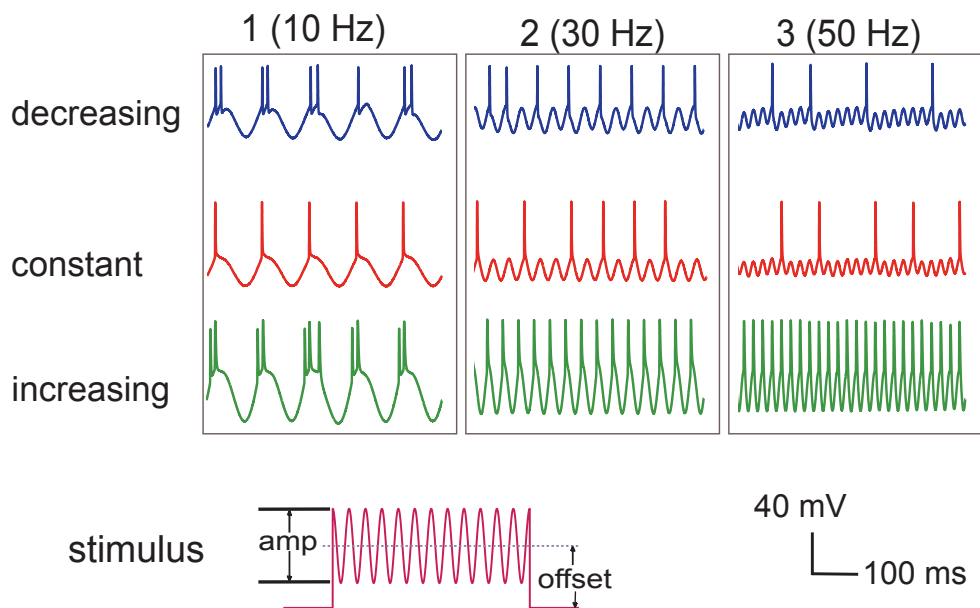 1 (10 Hz)
2 (30 Hz)
3 (50 Hz)
decreasing
constant
increasing
stimulus
amp
offset
40 mV
100 ms